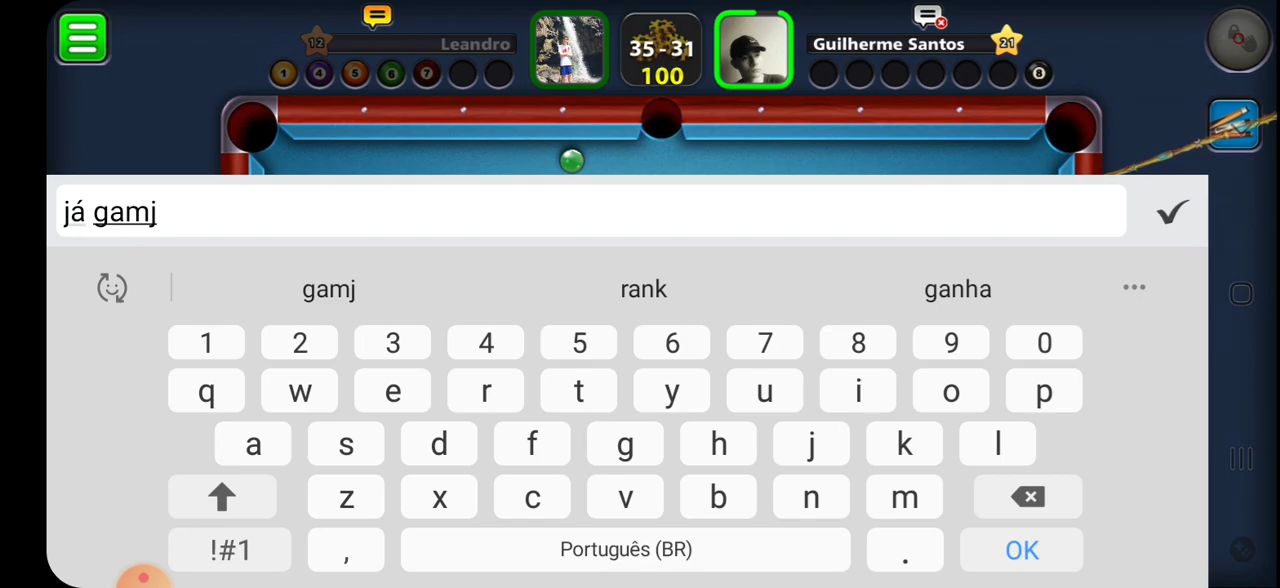 12 Leonardo 35 - 31 Guilherme Santos 21
1 4 5 6 7 100 8
já gamj
gamj rank ganha ...
1 2 3 4 5 6 7 8 9 0
q w e r t y u i o p
a s d f g h j k l
z x c v b n m
!#1 , Português (BR) . OK